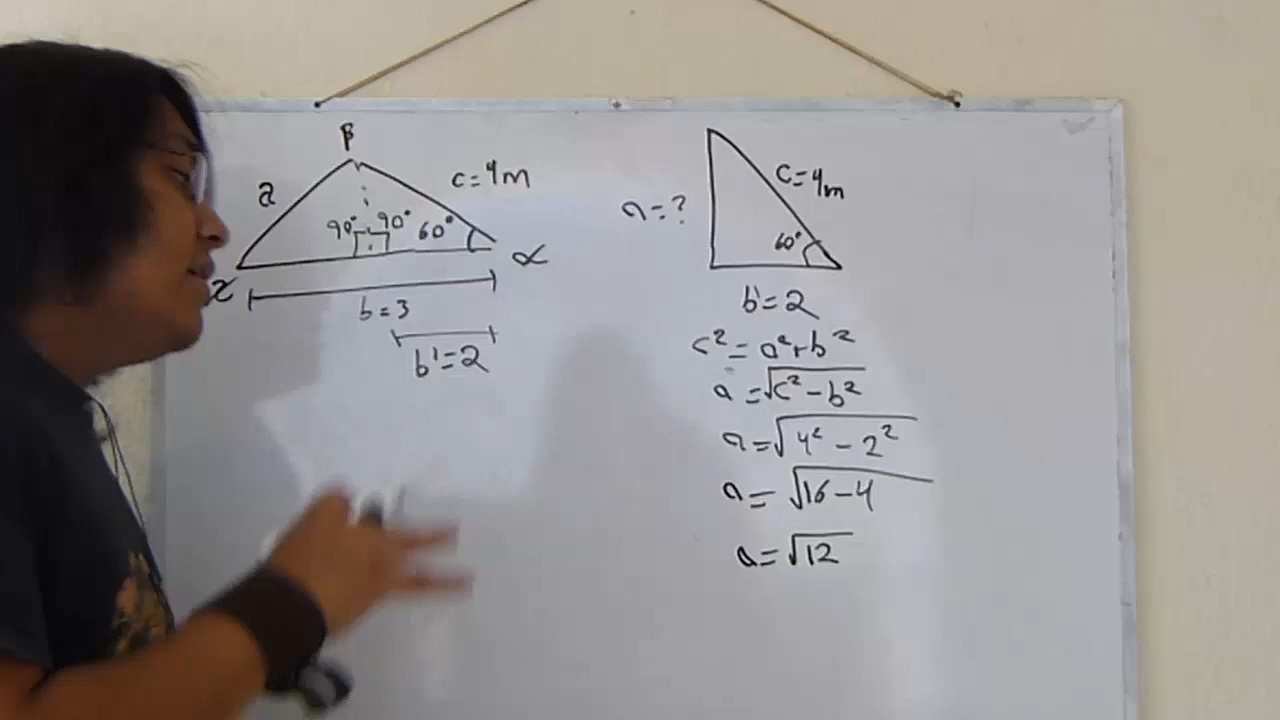 β
a
c=4m
90° 90° 60°
α
γ
b=3
b'=2
c=4m
a=?
60°
b'=2
c²=a²+b²
a=√c²-b²
a=√4²-2²
a=√16-4
a=√12